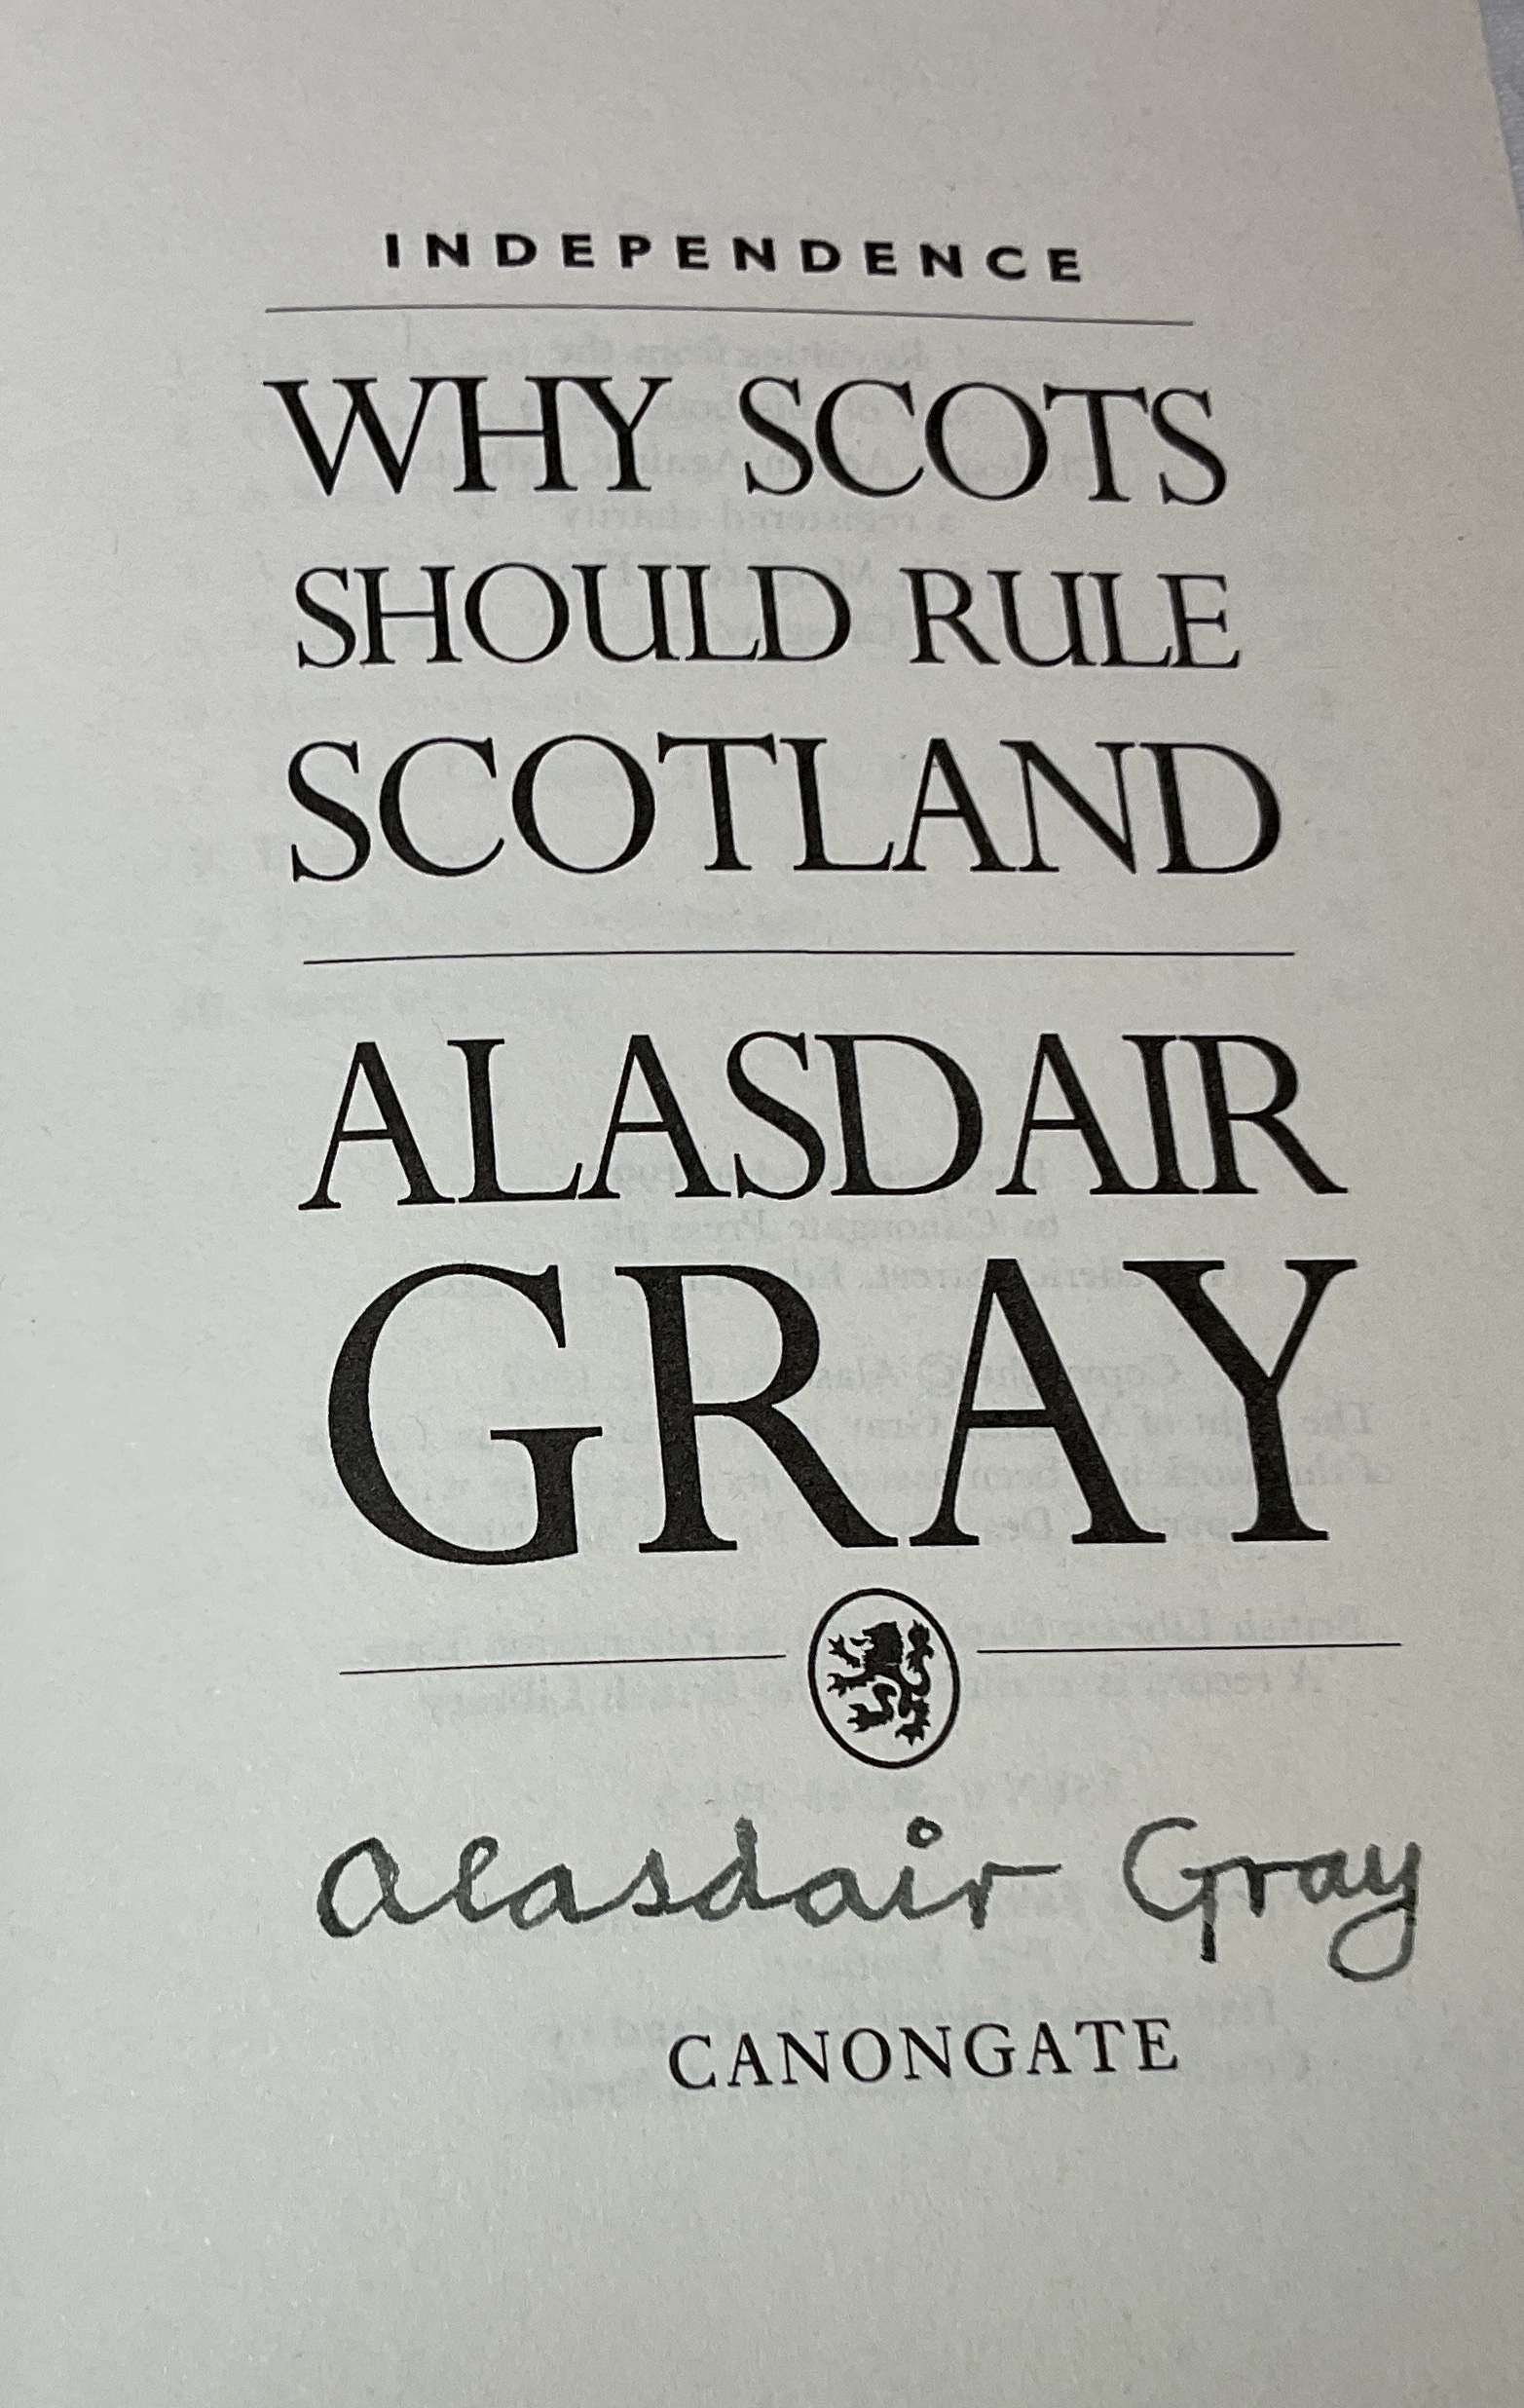 INDEPENDENCE
WHY SCOTS
SHOULD RULE
SCOTLAND
ALASDAIR
GRAY
Alasdair Gray
CANONGATE